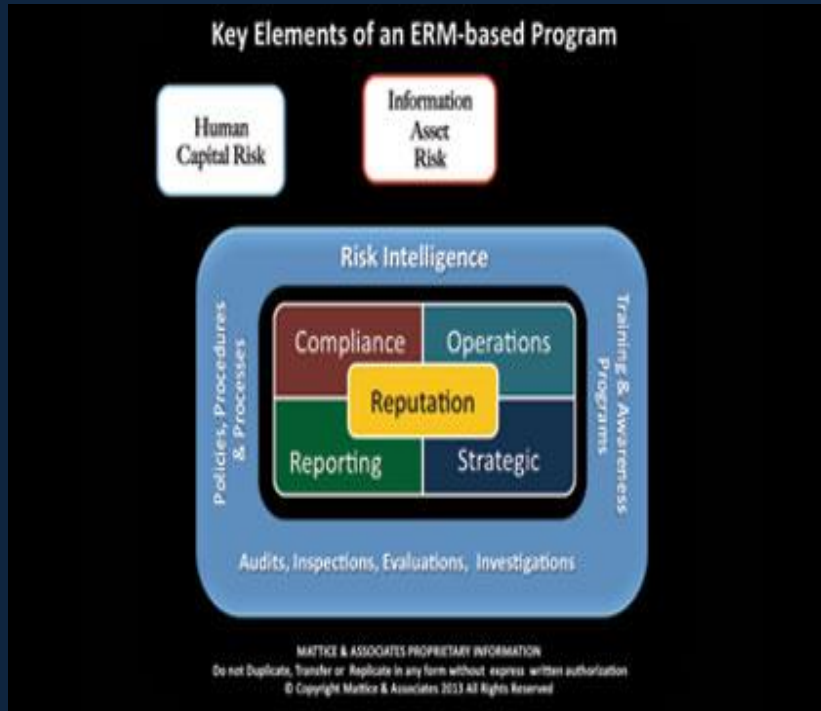 Key Elements of an ERM-based Program
Human
Capital Risk
Information
Asset
Risk
Risk Intelligence
Policies, Procedures
& Processes
Compliance
Operations
Reputation
Reporting
Strategic
Training & Awareness
Programs
Audits, Inspections, Evaluations, Investigations
MATTICE & ASSOCIATES PROPRIETARY INFORMATION
Do not Duplicate, Transfer or Replicate in any form without express written authorization
© Copyright Mattice & Associates 2013 All Rights Reserved